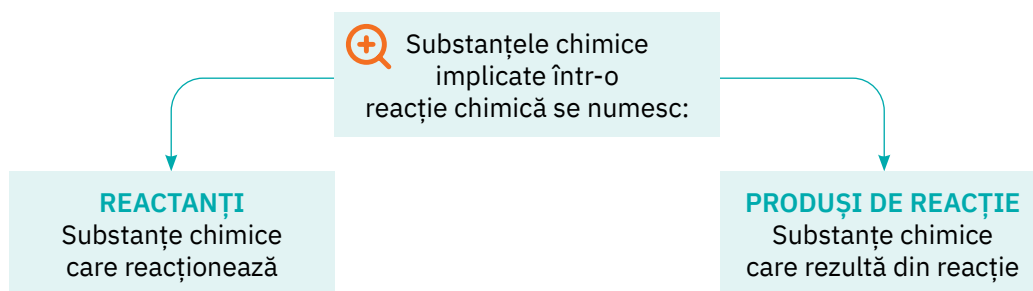 Substanțele chimice
implicate într-o
reacție chimică se numesc:
REACTANȚI
Substanțe chimice
care reacționează
PRODUȘI DE REACȚIE
Substanțe chimice
care rezultă din reacție